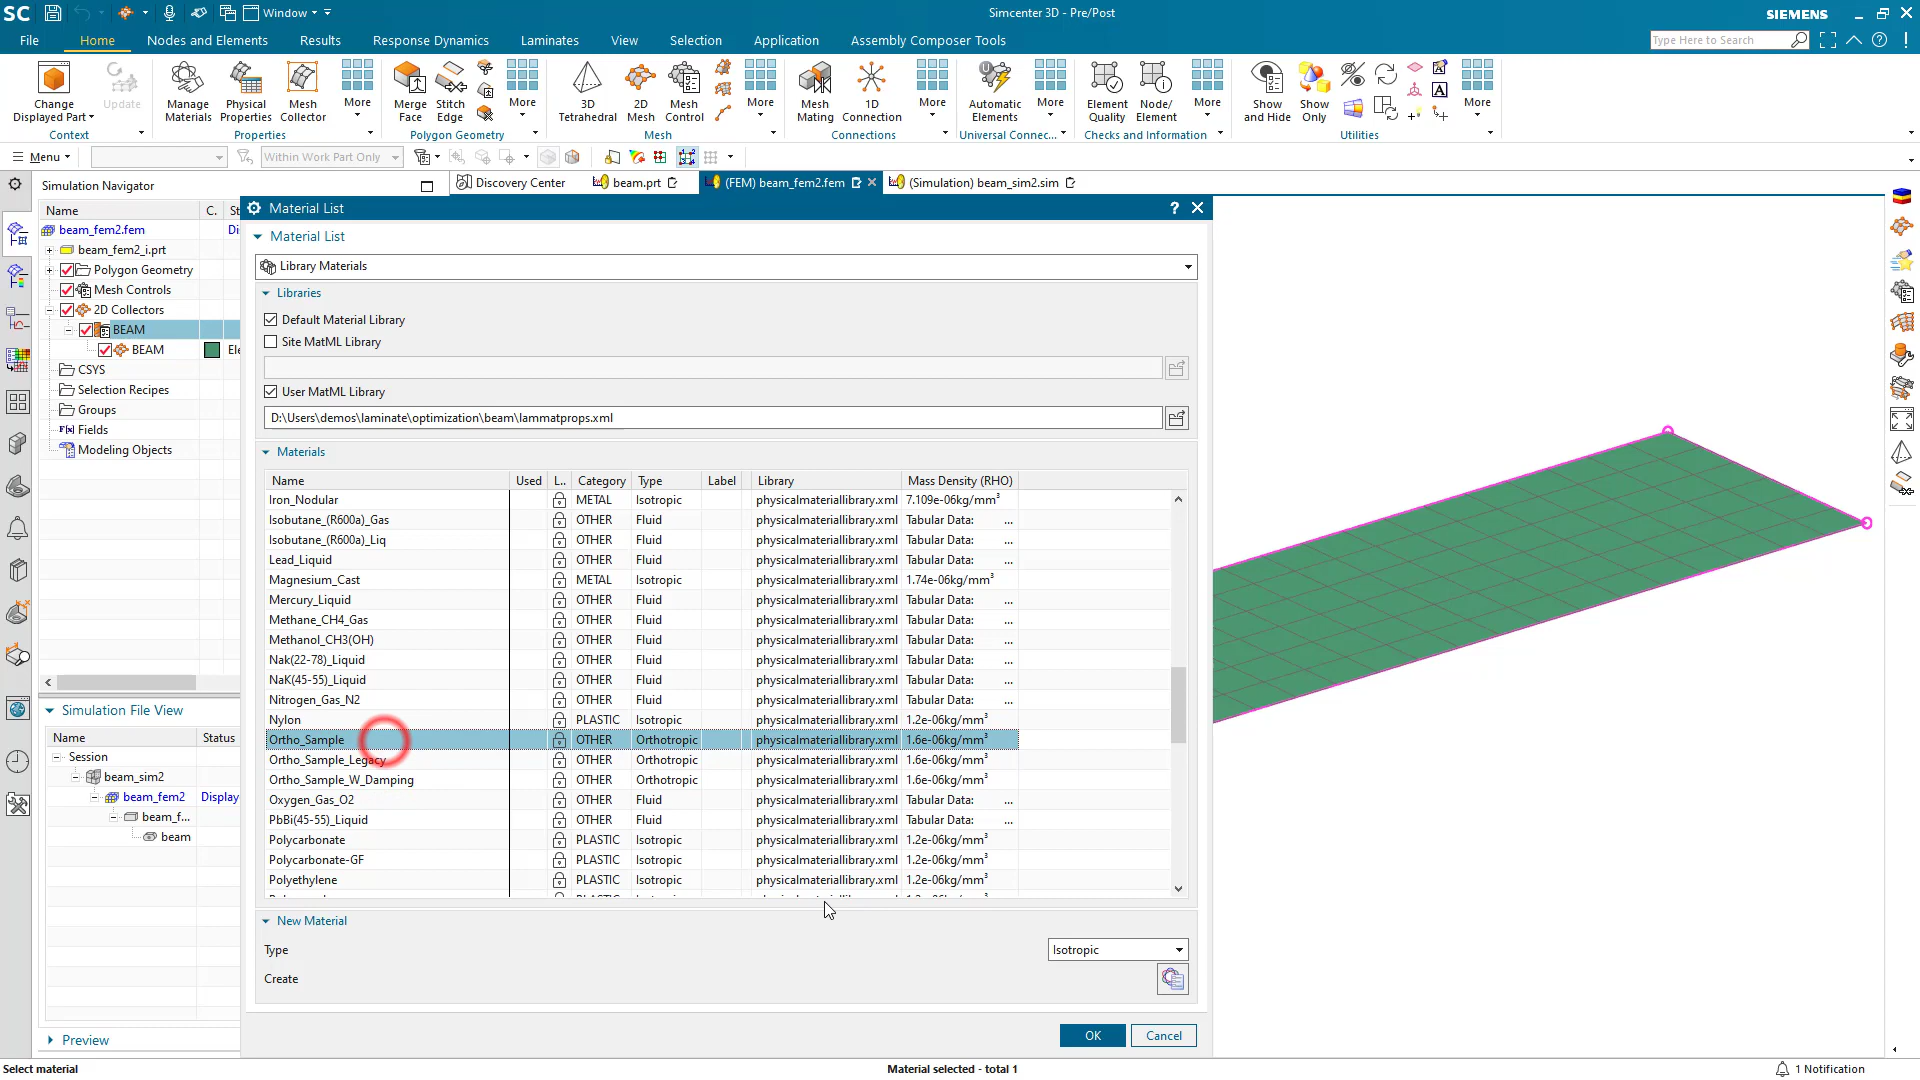 SC Window Simcenter 3D - Pre/Post SIEMENS
File Home Nodes and Elements Results Response Dynamics Laminates View Selection Application Assembly Composer Tools Type Here to Search
Change Displayed Part Update Manage Materials Physical Properties Mesh Collector More Merge Face Stitch Edge More 3D Tetrahedral 2D Mesh Mesh Control More Mesh Mating 1D Connection More Automatic Elements More Element Quality Node/ Element More Show and Hide Show Only More
Context Properties Polygon Geometry Mesh Connections Universal Connec... Checks and Information Utilities
Menu Within Work Part Only
Simulation Navigator Discovery Center beam.prt (FEM) beam_fem2.fem (Simulation) beam_sim2.sim
Name C. St
beam_fem2.fem Di
beam_fem2_i.prt
Polygon Geometry
Mesh Controls
2D Collectors
BEAM
BEAM Ele
CSYS
Selection Recipes
Groups
Fields
Modeling Objects
Simulation File View
Name Status
Session
beam_sim2
beam_fem2 Display
beam_f...
beam
Preview
Material List ?
Material List
Library Materials
Libraries
Default Material Library
Site MatML Library
User MatML Library
D:\Users\demos\laminate\optimization\beam\lammatprops.xml
Materials
Name Used L.. Category Type Label Library Mass Density (RHO)
Iron_Nodular METAL Isotropic physicalmateriallibrary.xml 7.109e-06kg/mm³
Isobutane_(R600a)_Gas OTHER Fluid physicalmateriallibrary.xml Tabular Data: ...
Isobutane_(R600a)_Liq OTHER Fluid physicalmateriallibrary.xml Tabular Data: ...
Lead_Liquid OTHER Fluid physicalmateriallibrary.xml Tabular Data: ...
Magnesium_Cast METAL Isotropic physicalmateriallibrary.xml 1.74e-06kg/mm³
Mercury_Liquid OTHER Fluid physicalmateriallibrary.xml Tabular Data: ...
Methane_CH4_Gas OTHER Fluid physicalmateriallibrary.xml Tabular Data: ...
Methanol_CH3(OH) OTHER Fluid physicalmateriallibrary.xml Tabular Data: ...
Nak(22-78)_Liquid OTHER Fluid physicalmateriallibrary.xml Tabular Data: ...
NaK(45-55)_Liquid OTHER Fluid physicalmateriallibrary.xml Tabular Data: ...
Nitrogen_Gas_N2 OTHER Fluid physicalmateriallibrary.xml Tabular Data: ...
Nylon PLASTIC Isotropic physicalmateriallibrary.xml 1.2e-06kg/mm³
Ortho_Sample OTHER Orthotropic physicalmateriallibrary.xml 1.6e-06kg/mm³
Ortho_Sample_Legacy OTHER Orthotropic physicalmateriallibrary.xml 1.6e-06kg/mm³
Ortho_Sample_W_Damping OTHER Orthotropic physicalmateriallibrary.xml 1.6e-06kg/mm³
Oxygen_Gas_O2 OTHER Fluid physicalmateriallibrary.xml Tabular Data: ...
PbBi(45-55)_Liquid OTHER Fluid physicalmateriallibrary.xml Tabular Data: ...
Polycarbonate PLASTIC Isotropic physicalmateriallibrary.xml 1.2e-06kg/mm³
Polycarbonate-GF PLASTIC Isotropic physicalmateriallibrary.xml 1.2e-06kg/mm³
Polyethylene PLASTIC Isotropic physicalmateriallibrary.xml 1.2e-06kg/mm³
New Material
Type Isotropic
Create
OK Cancel
Select material Material selected - total 1 1 Notification